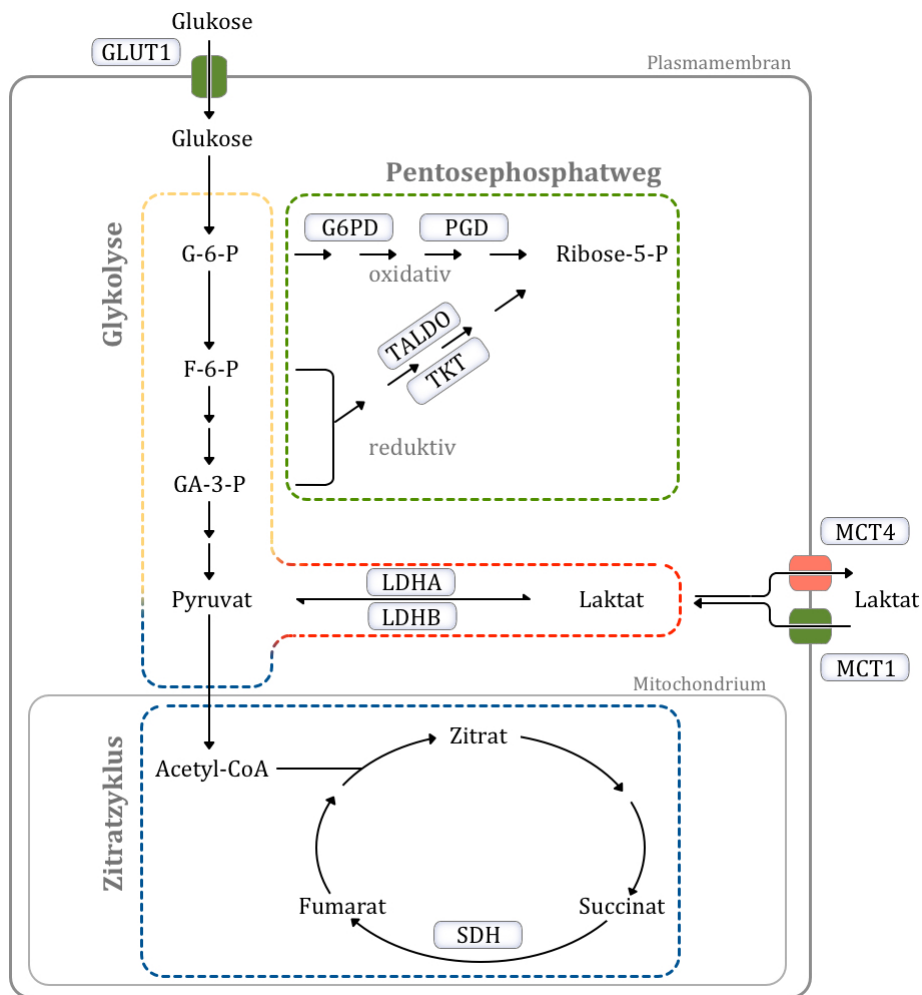 Glukose
GLUT1
Plasmamembran
Glukose
Pentosephosphatweg
Glykolyse
G6PD
PGD
G-6-P
Ribose-5-P
oxidativ
TALDO
TKT
F-6-P
reduktiv
GA-3-P
MCT4
LDHA
Pyruvat
Laktat
Laktat
LDHB
MCT1
Mitochondrium
Zitratzyklus
Zitrat
Acetyl-CoA
Fumarat
Succinat
SDH